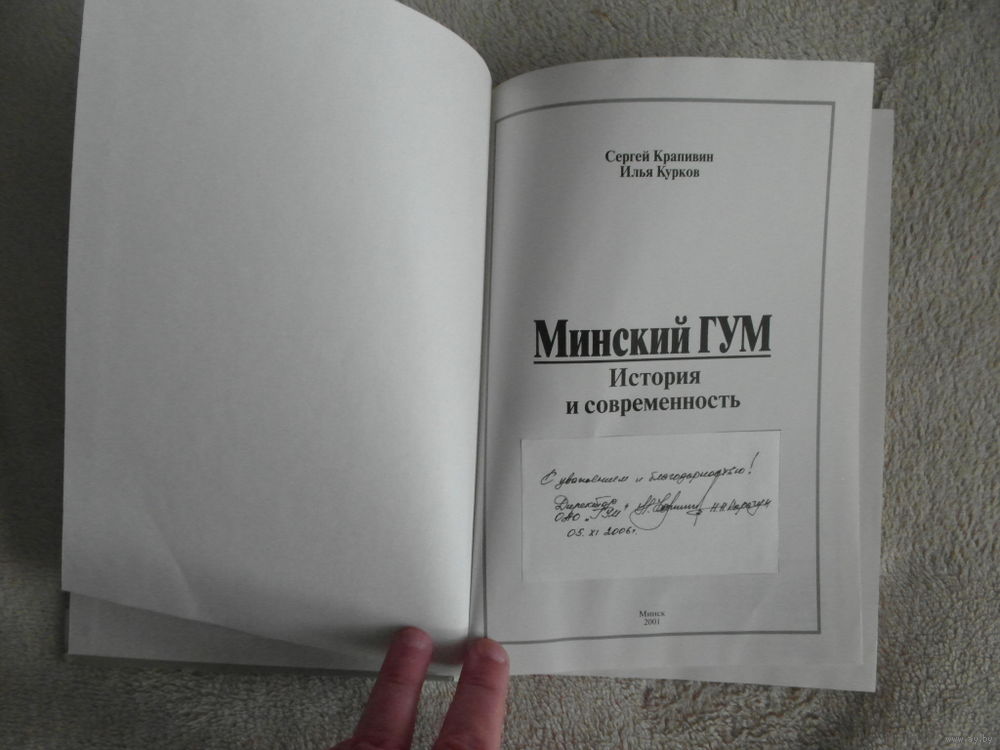 Сергей Крапивин
Илья Курков
Минский ГУМ
История
и современность
С уважением и благодарностью!
Директор
ОАО "ГУМ"
05. XI 2006г.
Минск
2001